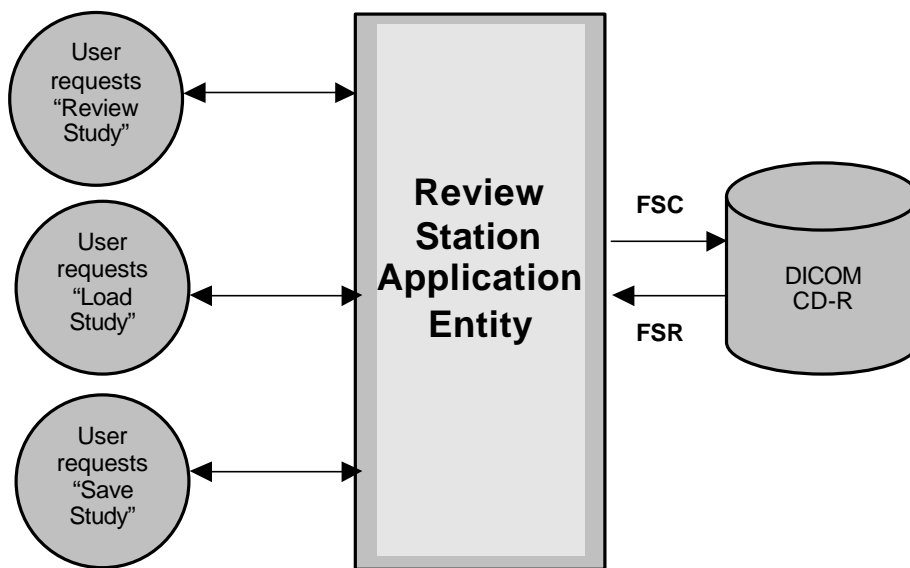 User
requests
“Review
Study”
User
requests
“Load
Study”
User
requests
“Save
Study”
Review
Station
Application
Entity
FSC
FSR
DICOM
CD-R